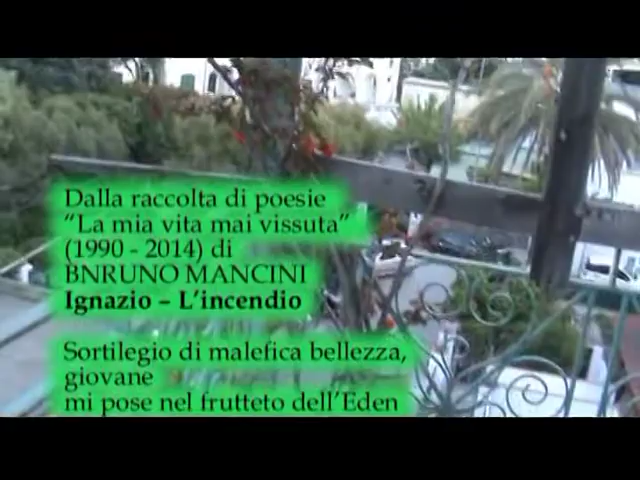 Dalla raccolta di poesie
“La mia vita mai vissuta”
(1990 - 2014) di
BNRUNO MANCINI
Ignazio – L’incendio
Sortilegio di malefica bellezza,
giovane
mi pose nel frutteto dell’Eden